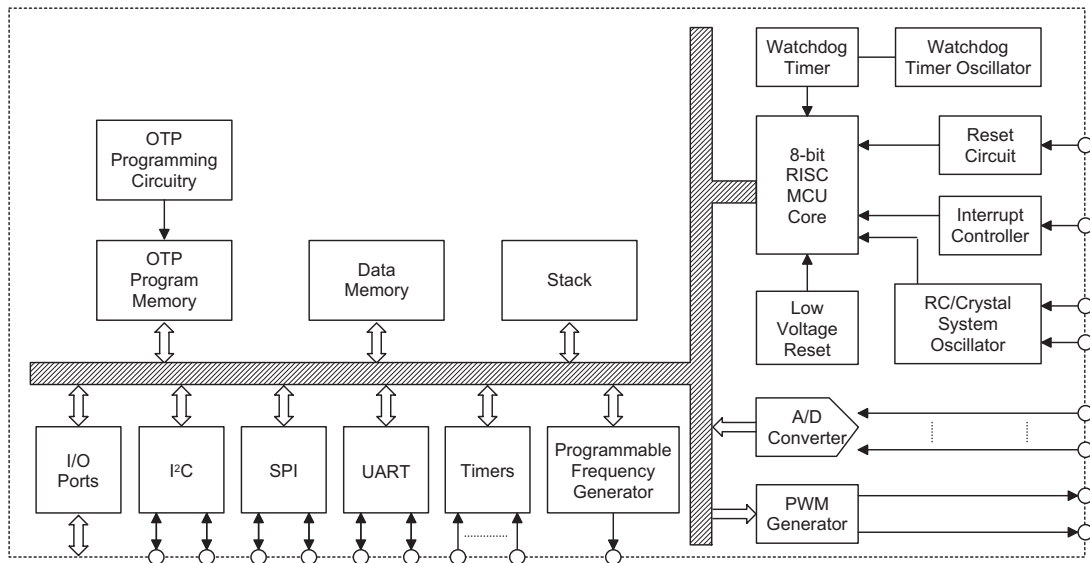 Watchdog
Timer
Watchdog
Timer Oscillator
OTP
Programming
Circuitry
8-bit
RISC
MCU
Core
Reset
Circuit
Interrupt
Controller
OTP
Program
Memory
Data
Memory
Stack
Low
Voltage
Reset
RC/Crystal
System
Oscillator
A/D
Converter
I/O
Ports
I²C
SPI
UART
Timers
Programmable
Frequency
Generator
PWM
Generator